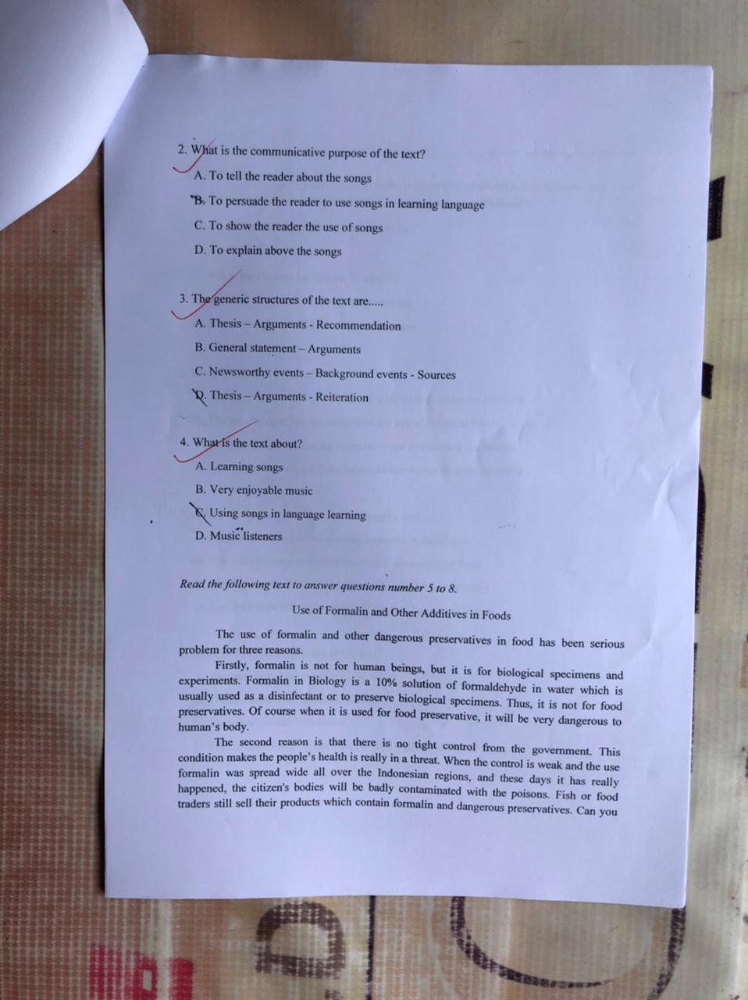 2. What is the communicative purpose of the text?
A. To tell the reader about the songs
B. To persuade the reader to use songs in learning language
C. To show the reader the use of songs
D. To explain above the songs
3. The generic structures of the text are.....
A. Thesis – Arguments - Recommendation
B. General statement – Arguments
C. Newsworthy events – Background events - Sources
D. Thesis – Arguments - Reiteration
4. What is the text about?
A. Learning songs
B. Very enjoyable music
C. Using songs in language learning
D. Music listeners
Read the following text to answer questions number 5 to 8.
Use of Formalin and Other Additives in Foods
The use of formalin and other dangerous preservatives in food has been serious
problem for three reasons.
Firstly, formalin is not for human beings, but it is for biological specimens and
experiments. Formalin in Biology is a 10% solution of formaldehyde in water which is
usually used as a disinfectant or to preserve biological specimens. Thus, it is not for food
preservatives. Of course when it is used for food preservative, it will be very dangerous to
human's body.
The second reason is that there is no tight control from the government. This
condition makes the people's health is really in a threat. When the control is weak and the use
formalin was spread wide all over the Indonesian regions, and these days it has really
happened, the citizen's bodies will be badly contaminated with the poisons. Fish or food
traders still sell their products which contain formalin and dangerous preservatives. Can you